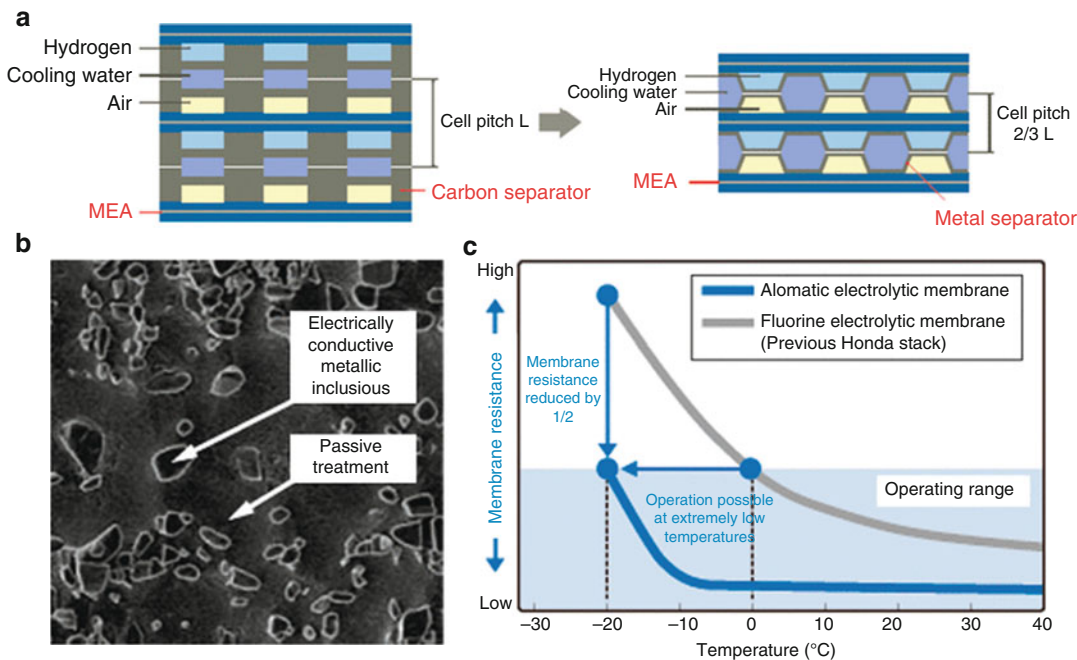 a
Hydrogen
Cooling water
Air
Cell pitch L
Carbon separator
MEA
Hydrogen
Cooling water
Air
Cell pitch
2/3 L
MEA
Metal separator
b
Electrically
conductive
metallic
inclusious
Passive
treatment
c
High
Membrane resistance
Low
Alomatic electrolytic membrane
Fluorine electrolytic membrane
(Previous Honda stack)
Membrane
resistance
reduced by
1/2
Operating range
Operation possible
at extremely low
temperatures
–30 –20 –10 0 10 20 30 40
Temperature (°C)